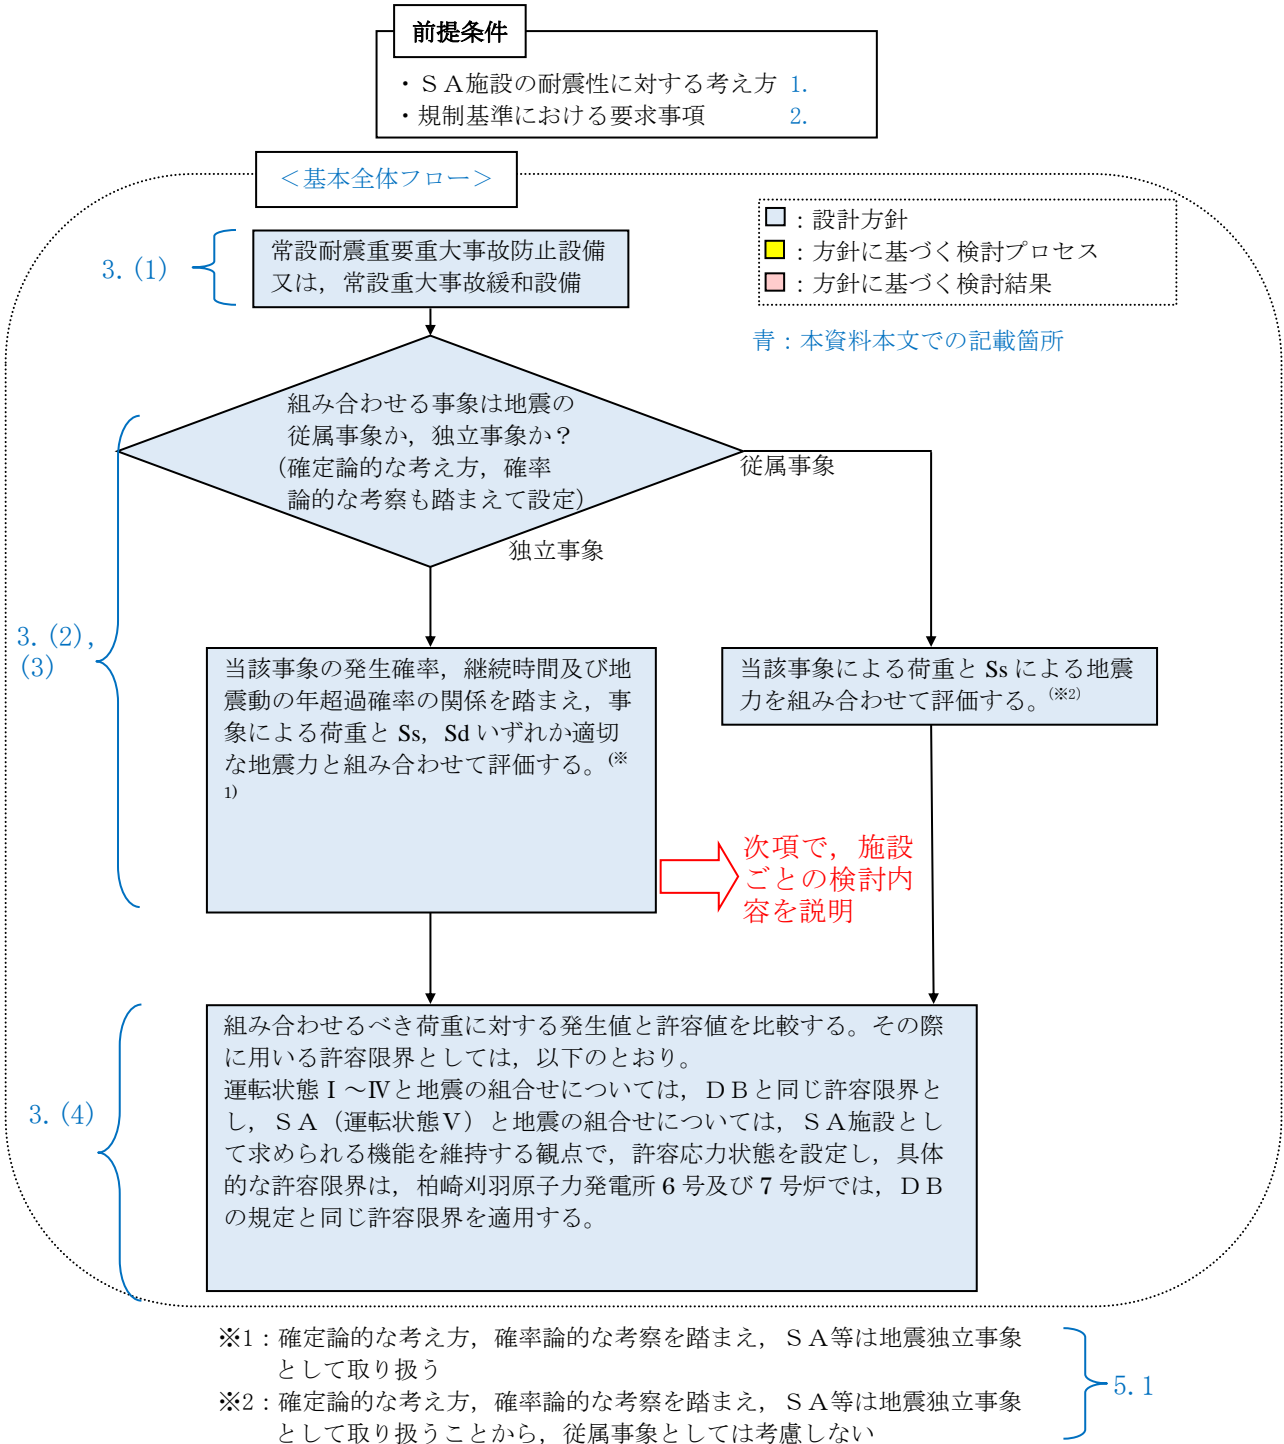 前提条件
・ＳＡ施設の耐震性に対する考え方 1.
・規制基準における要求事項 2.
＜基本全体フロー＞
：設計方針
：方針に基づく検討プロセス
：方針に基づく検討結果
青：本資料本文での記載箇所
3.(1)
常設耐震重要重大事故防止設備
又は，常設重大事故緩和設備
組み合わせる事象は地震の
従属事象か，独立事象か？
（確定論的な考え方，確率
論的な考察も踏まえて設定）
従属事象
独立事象
3.(2),
(3)
当該事象の発生確率，継続時間及び地
震動の年超過確率の関係を踏まえ，事
象による荷重と Ss，Sd いずれか適切
な地震力と組み合わせて評価する。(※
1)
当該事象による荷重と Ss による地震
力を組み合わせて評価する。(※2)
次項で，施設
ごとの検討内
容を説明
3.(4)
組み合わせるべき荷重に対する発生値と許容値を比較する。その際
に用いる許容限界としては，以下のとおり。
運転状態Ⅰ～Ⅳと地震の組合せについては，ＤＢと同じ許容限界と
し，ＳＡ（運転状態Ⅴ）と地震の組合せについては，ＳＡ施設とし
て求められる機能を維持する観点で，許容応力状態を設定し，具体
的な許容限界は，柏崎刈羽原子力発電所 6 号及び 7 号炉では，ＤＢ
の規定と同じ許容限界を適用する。
※1：確定論的な考え方，確率論的な考察を踏まえ，ＳＡ等は地震独立事象
として取り扱う
※2：確定論的な考え方，確率論的な考察を踏まえ，ＳＡ等は地震独立事象
として取り扱うことから，従属事象としては考慮しない
5.1